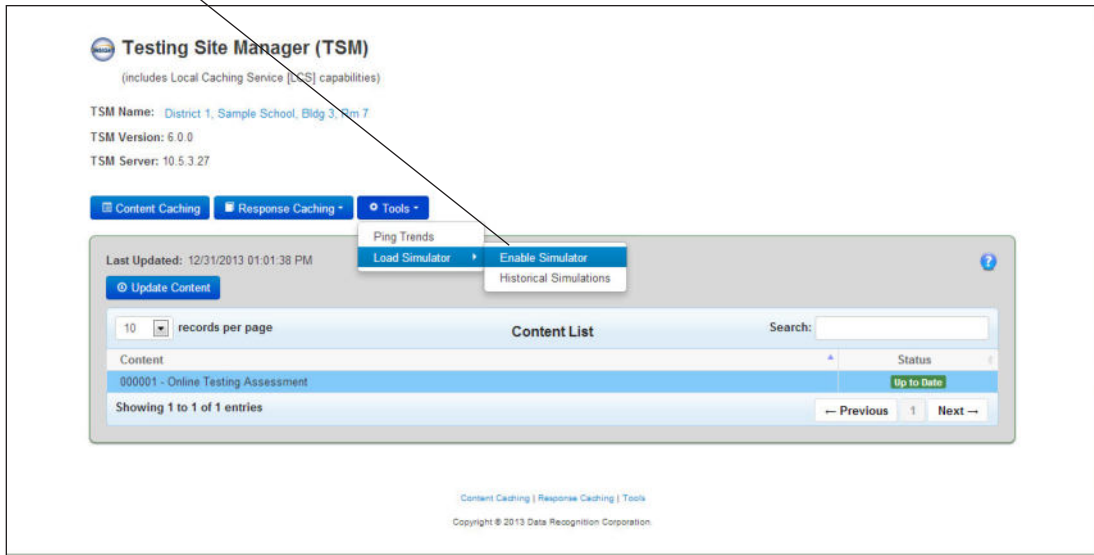 INSIGHT
Testing Site Manager (TSM)
(includes Local Caching Service [LCS] capabilities)
TSM Name: District 1, Sample School, Bldg 3, Rm 7
TSM Version: 6.0.0
TSM Server: 10.5.3.27
Content Caching Response Caching Tools
Ping Trends
Load Simulator Enable Simulator
Historical Simulations
Last Updated: 12/31/2013 01:01:38 PM
?
Update Content
10 records per page Content List Search:
Content Status
000001 - Online Testing Assessment Up to Date
Showing 1 to 1 of 1 entries ← Previous 1 Next →
Content Caching | Response Caching | Tools
Copyright © 2013 Data Recognition Corporation